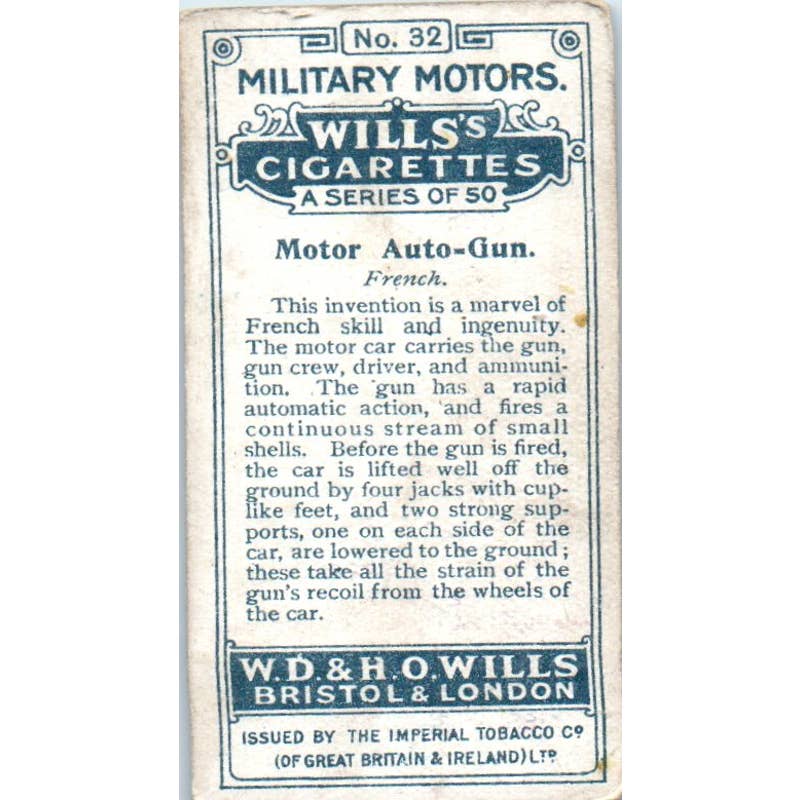 No. 32
MILITARY MOTORS.
WILLS'S
CIGARETTES
A SERIES OF 50
Motor Auto-Gun.
French.
This invention is a marvel of
French skill and ingenuity.
The motor car carries the gun,
gun crew, driver, and ammuni-
tion. The gun has a rapid
automatic action, and fires a
continuous stream of small
shells. Before the gun is fired,
the car is lifted well off the
ground by four jacks with cup-
like feet, and two strong sup-
ports, one on each side of the
car, are lowered to the ground;
these take all the strain of the
gun's recoil from the wheels of
the car.
W.D.&H.O.WILLS
BRISTOL & LONDON
ISSUED BY THE IMPERIAL TOBACCO CO
(OF GREAT BRITAIN & IRELAND) LTD